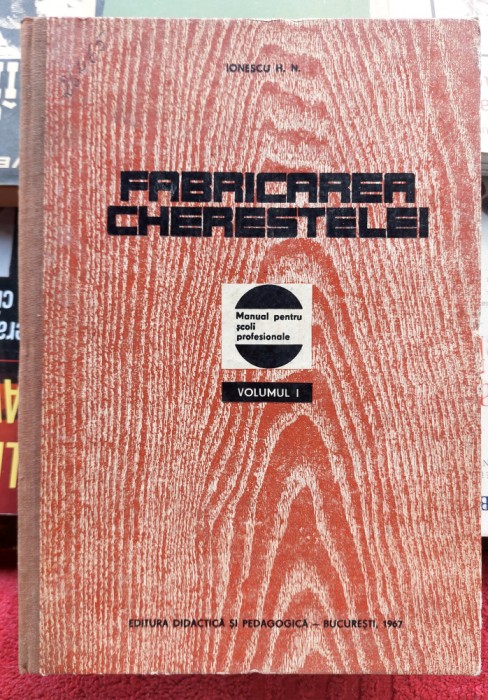 IONESCU H. N.
FABRICAREA
CHERESTELEI
Manual pentru
școli
profesionale
VOLUMUL I
EDITURA DIDACTICĂ ȘI PEDAGOGICĂ — BUCUREȘTI, 1967